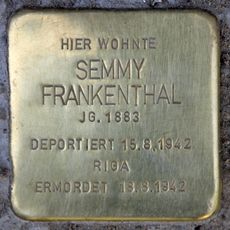 HIER WOHNTE
SEMMY
FRANKENTHAL
JG. 1883
DEPORTIERT 15.8.1942
RIGA
ERMORDET 18.8.1942